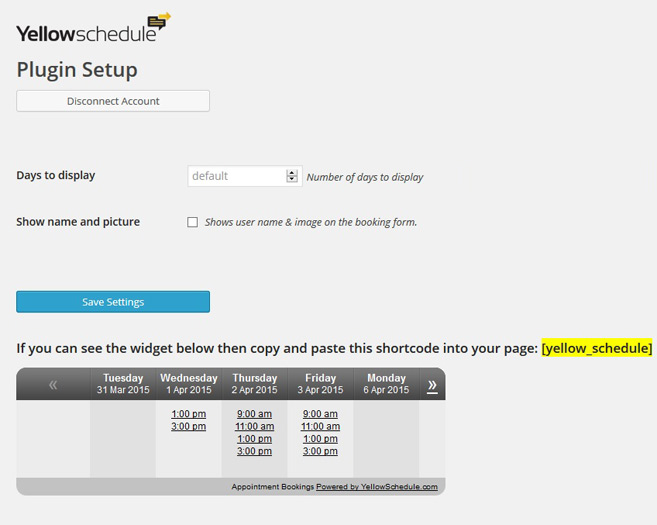 Yellowschedule
Plugin Setup
Disconnect Account
Days to display default Number of days to display
Show name and picture Shows user name & image on the booking form.
Save Settings
If you can see the widget below then copy and paste this shortcode into your page: [yellow_schedule]
« Tuesday Wednesday Thursday Friday Monday »
31 Mar 2015 1 Apr 2015 2 Apr 2015 3 Apr 2015 6 Apr 2015
1:00 pm 9:00 am 9:00 am
3:00 pm 11:00 am 11:00 am
1:00 pm 1:00 pm
3:00 pm 3:00 pm
Appointment Bookings Powered by YellowSchedule.com